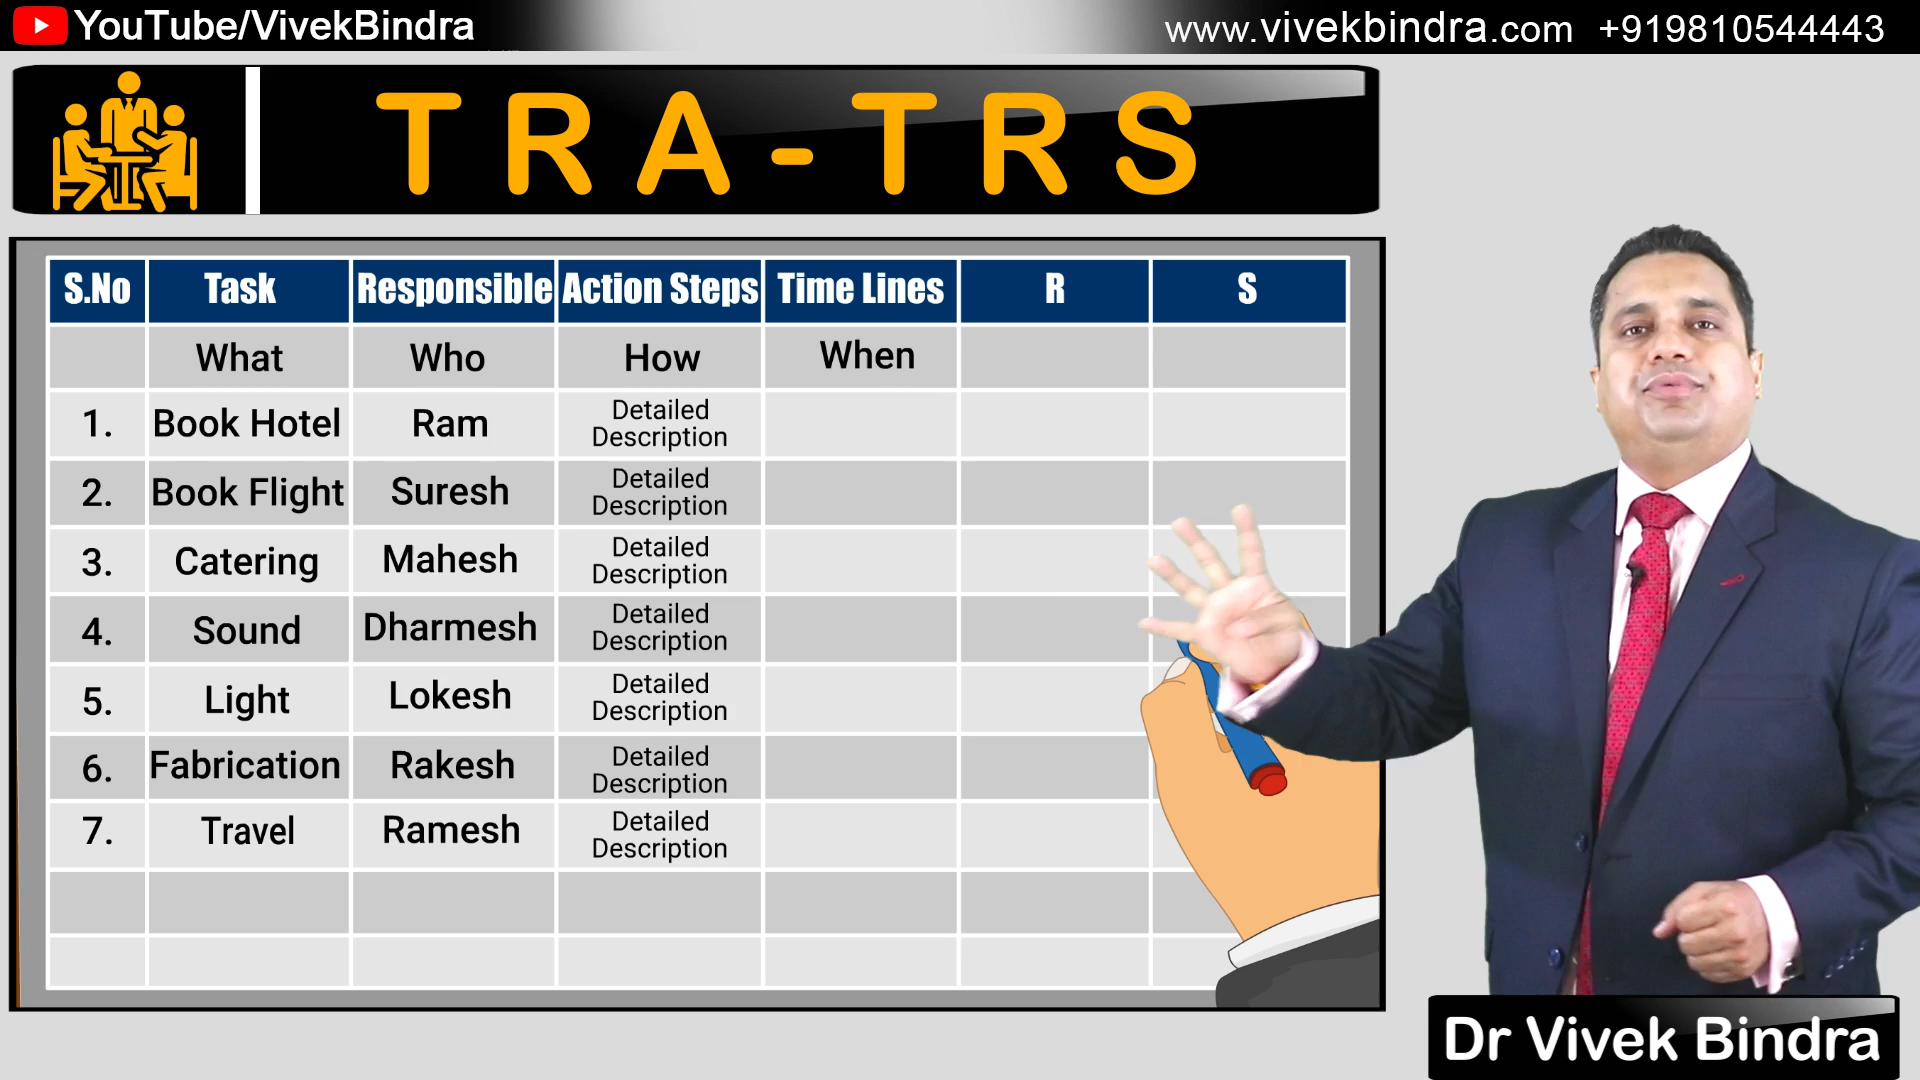 YouTube/VivekBindra
www.vivekbindra.com +919810544443
TRA-TRS
S.No Task Responsible Action Steps Time Lines R S
What Who How When
1. Book Hotel Ram Detailed Description
2. Book Flight Suresh Detailed Description
3. Catering Mahesh Detailed Description
4. Sound Dharmesh Detailed Description
5. Light Lokesh Detailed Description
6. Fabrication Rakesh Detailed Description
7. Travel Ramesh Detailed Description
Dr Vivek Bindra